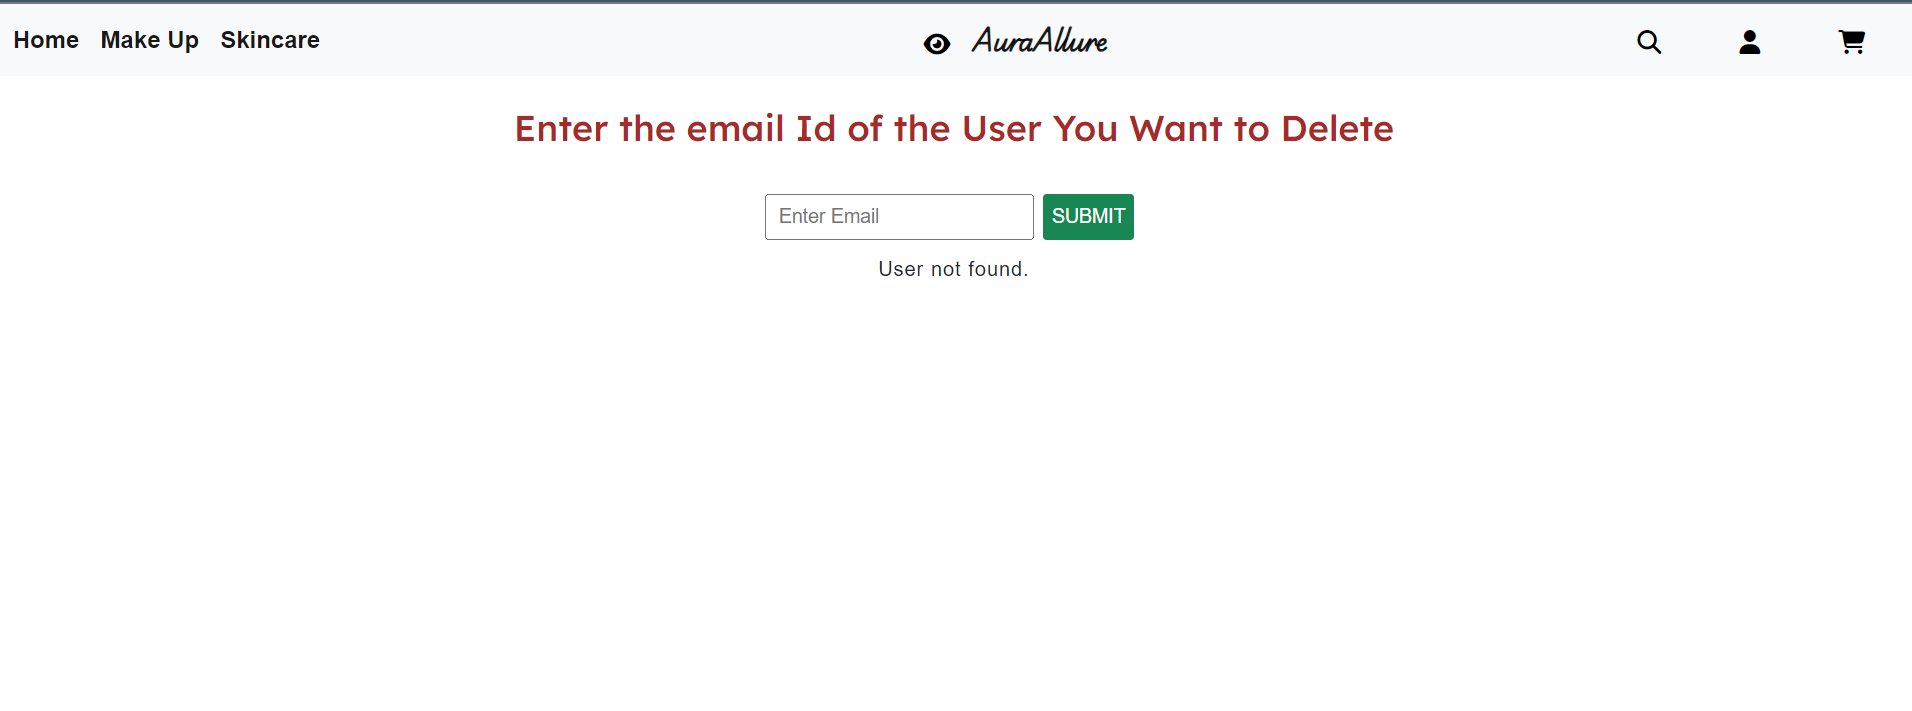 Home Make Up Skincare AuraAllure
Enter the email Id of the User You Want to Delete
Enter Email SUBMIT
User not found.